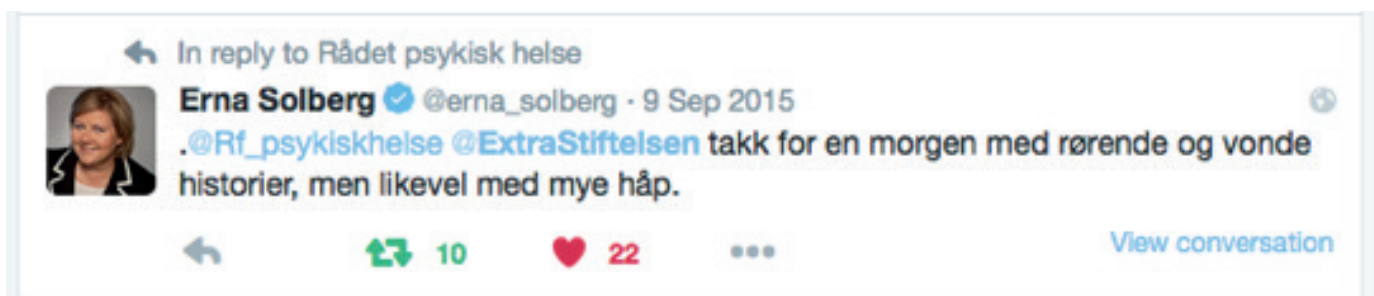 In reply to Rådet psykisk helse
Erna Solberg @erna_solberg · 9 Sep 2015
.@Rf_psykiskhelse @ExtraStiftelsen takk for en morgen med rørende og vonde
historier, men likevel med mye håp.
10 22 View conversation